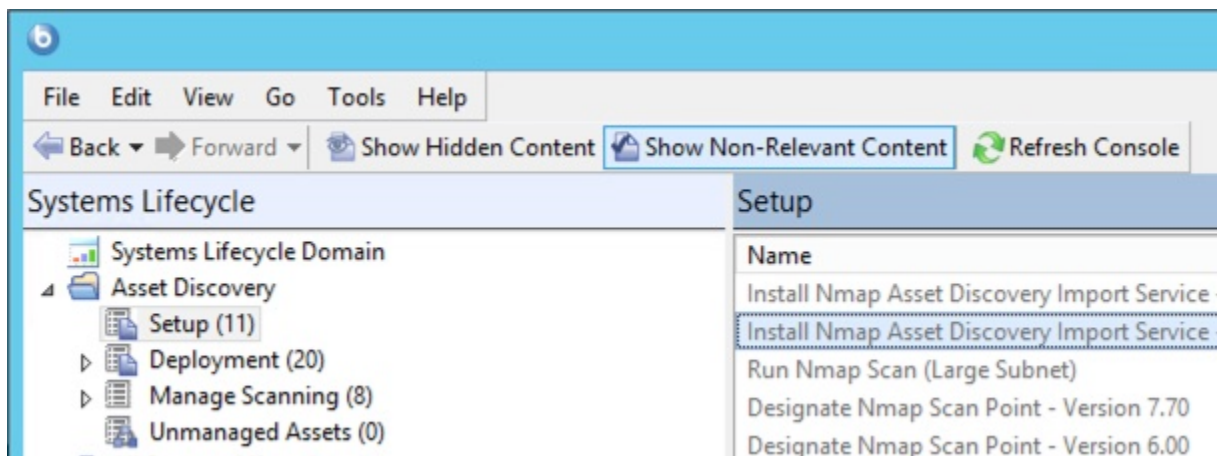 b
File Edit View Go Tools Help
Back Forward Show Hidden Content Show Non-Relevant Content Refresh Console
Systems Lifecycle
Systems Lifecycle Domain
Asset Discovery
Setup (11)
Deployment (20)
Manage Scanning (8)
Unmanaged Assets (0)
Setup
Name
Install Nmap Asset Discovery Import Service -
Install Nmap Asset Discovery Import Service -
Run Nmap Scan (Large Subnet)
Designate Nmap Scan Point - Version 7.70
Designate Nmap Scan Point - Version 6.00